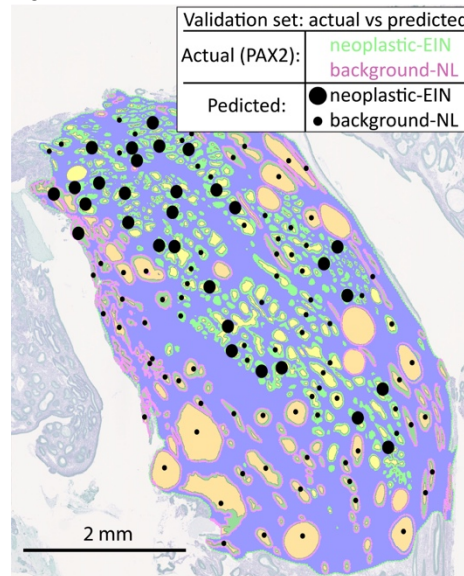 Validation set: actual vs predicted
Actual (PAX2): neoplastic-EIN
background-NL
Pedicted: neoplastic-EIN
background-NL
2 mm